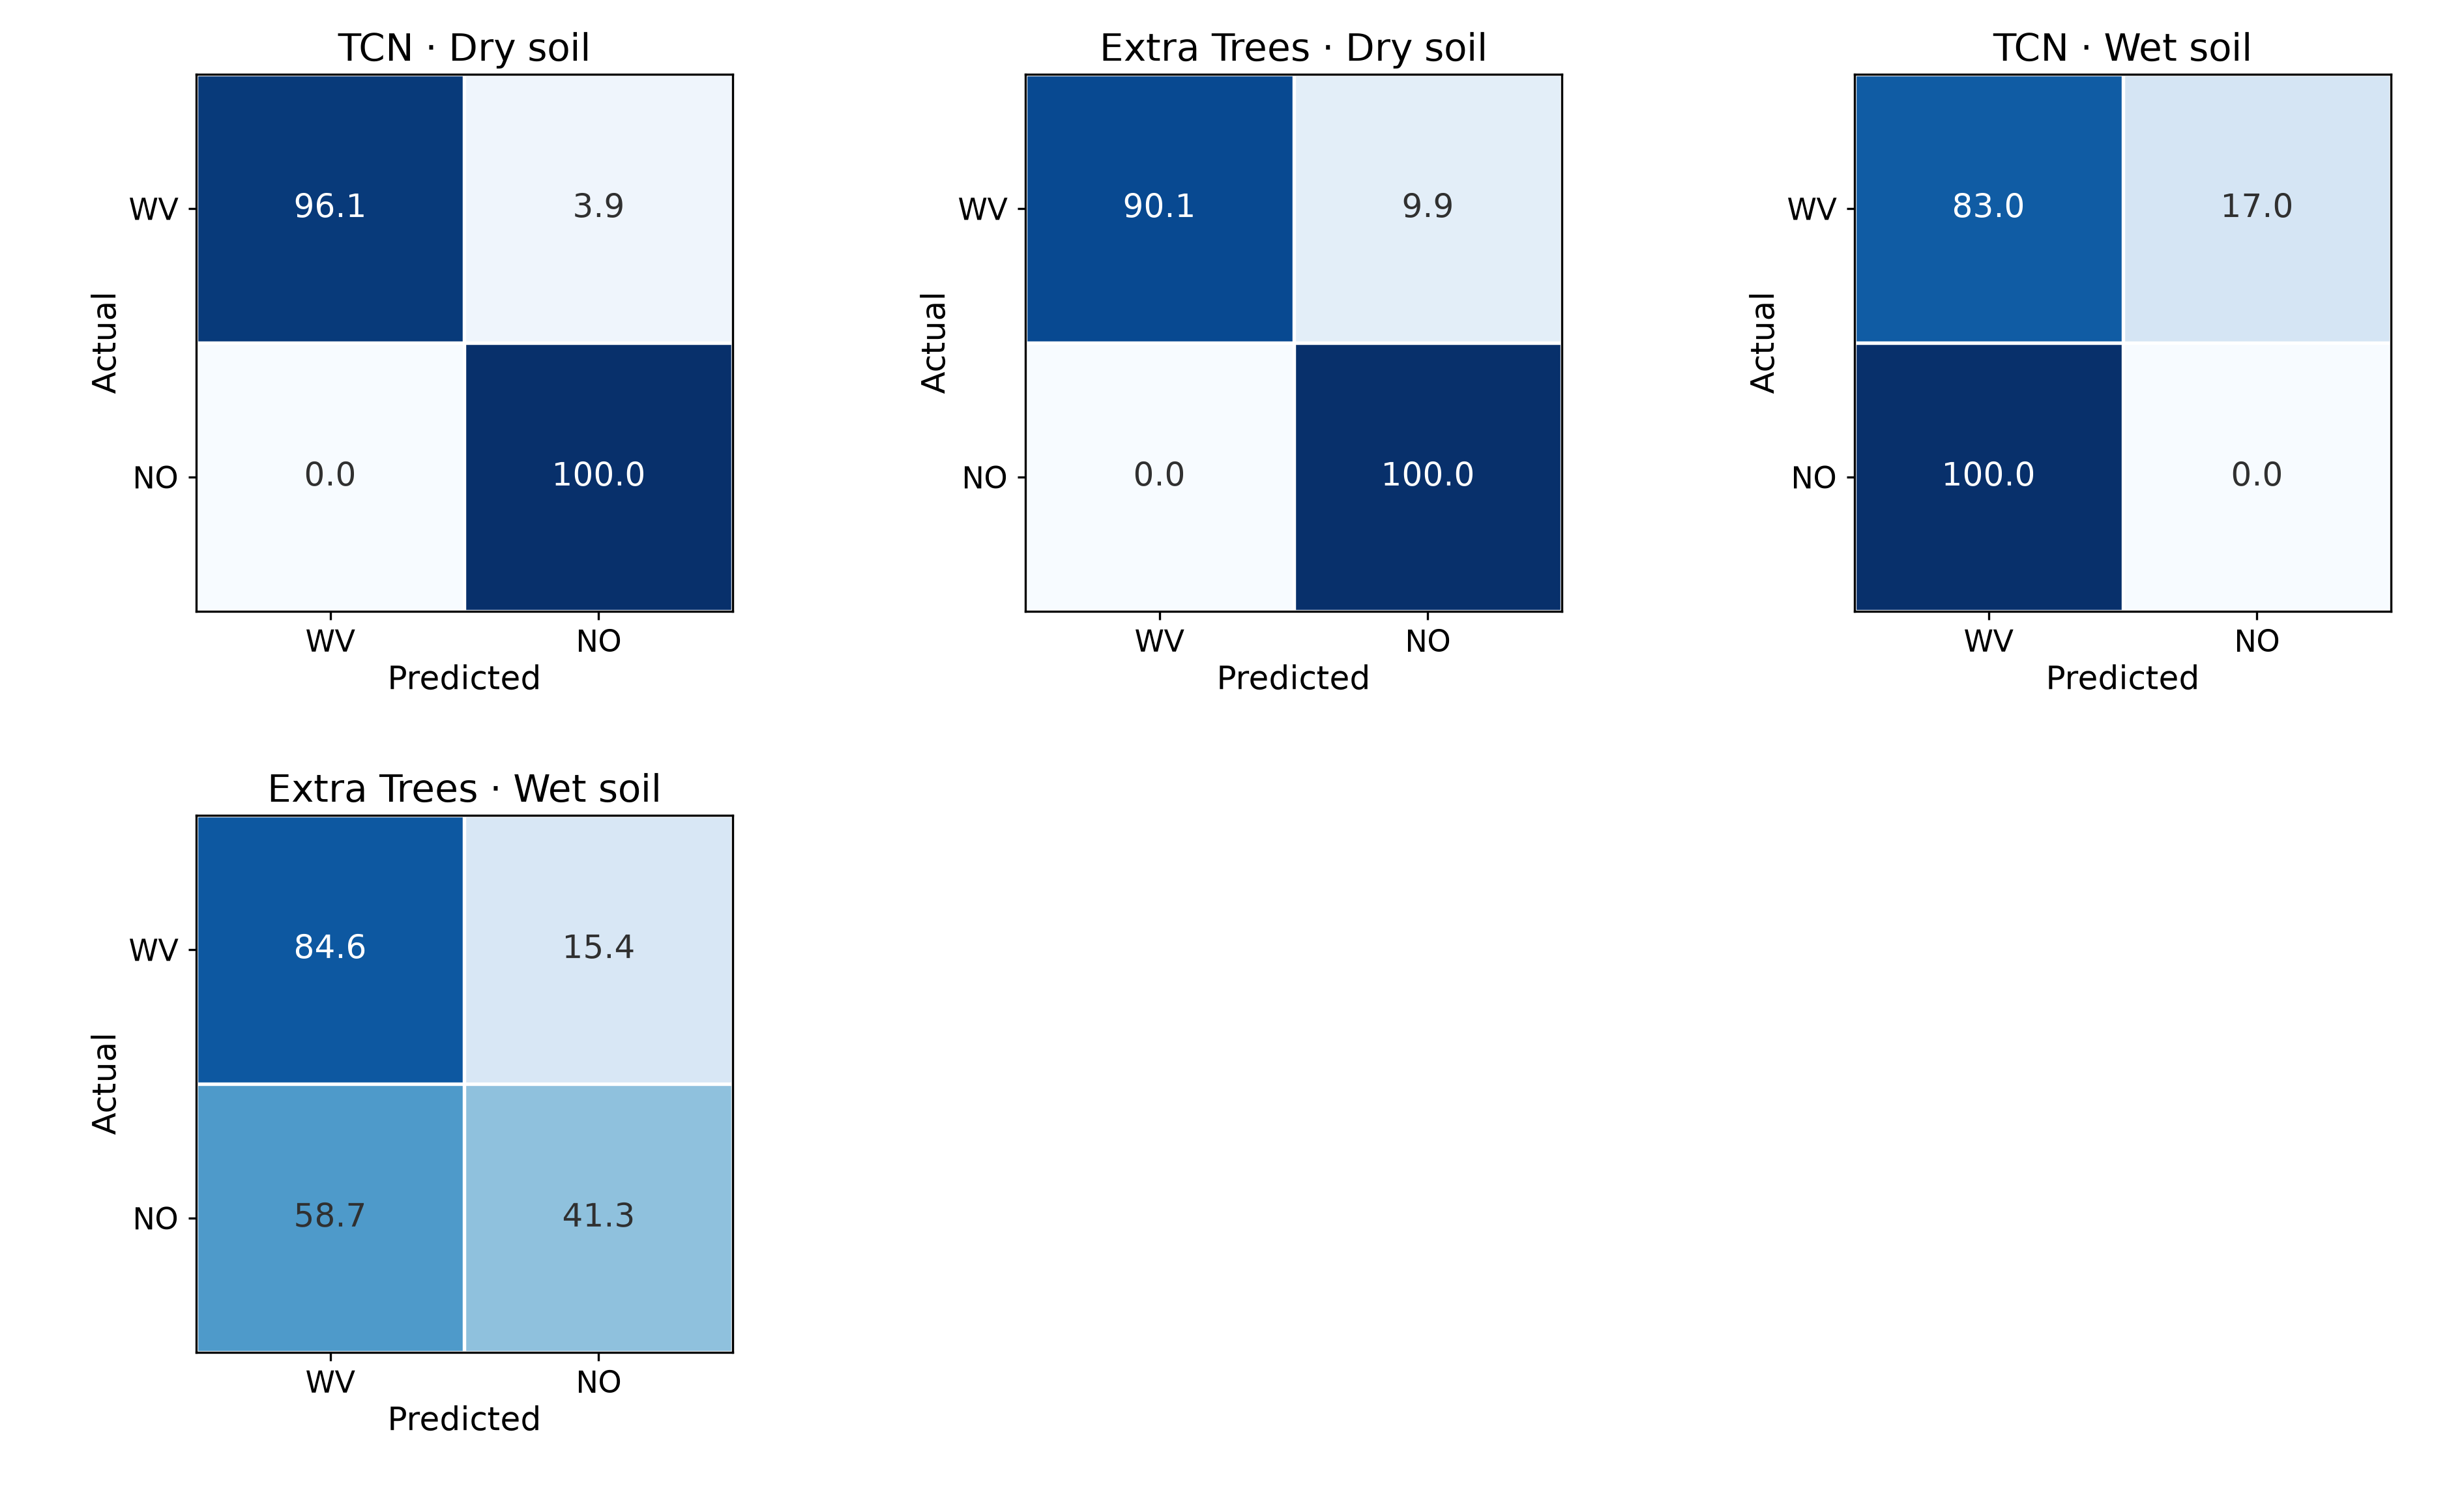 TCN · Dry soil
Actual
WV
96.1
3.9
NO
0.0
100.0
WV
NO
Predicted
Extra Trees · Dry soil
Actual
WV
90.1
9.9
NO
0.0
100.0
WV
NO
Predicted
TCN · Wet soil
Actual
WV
83.0
17.0
NO
100.0
0.0
WV
NO
Predicted
Extra Trees · Wet soil
Actual
WV
84.6
15.4
NO
58.7
41.3
WV
NO
Predicted